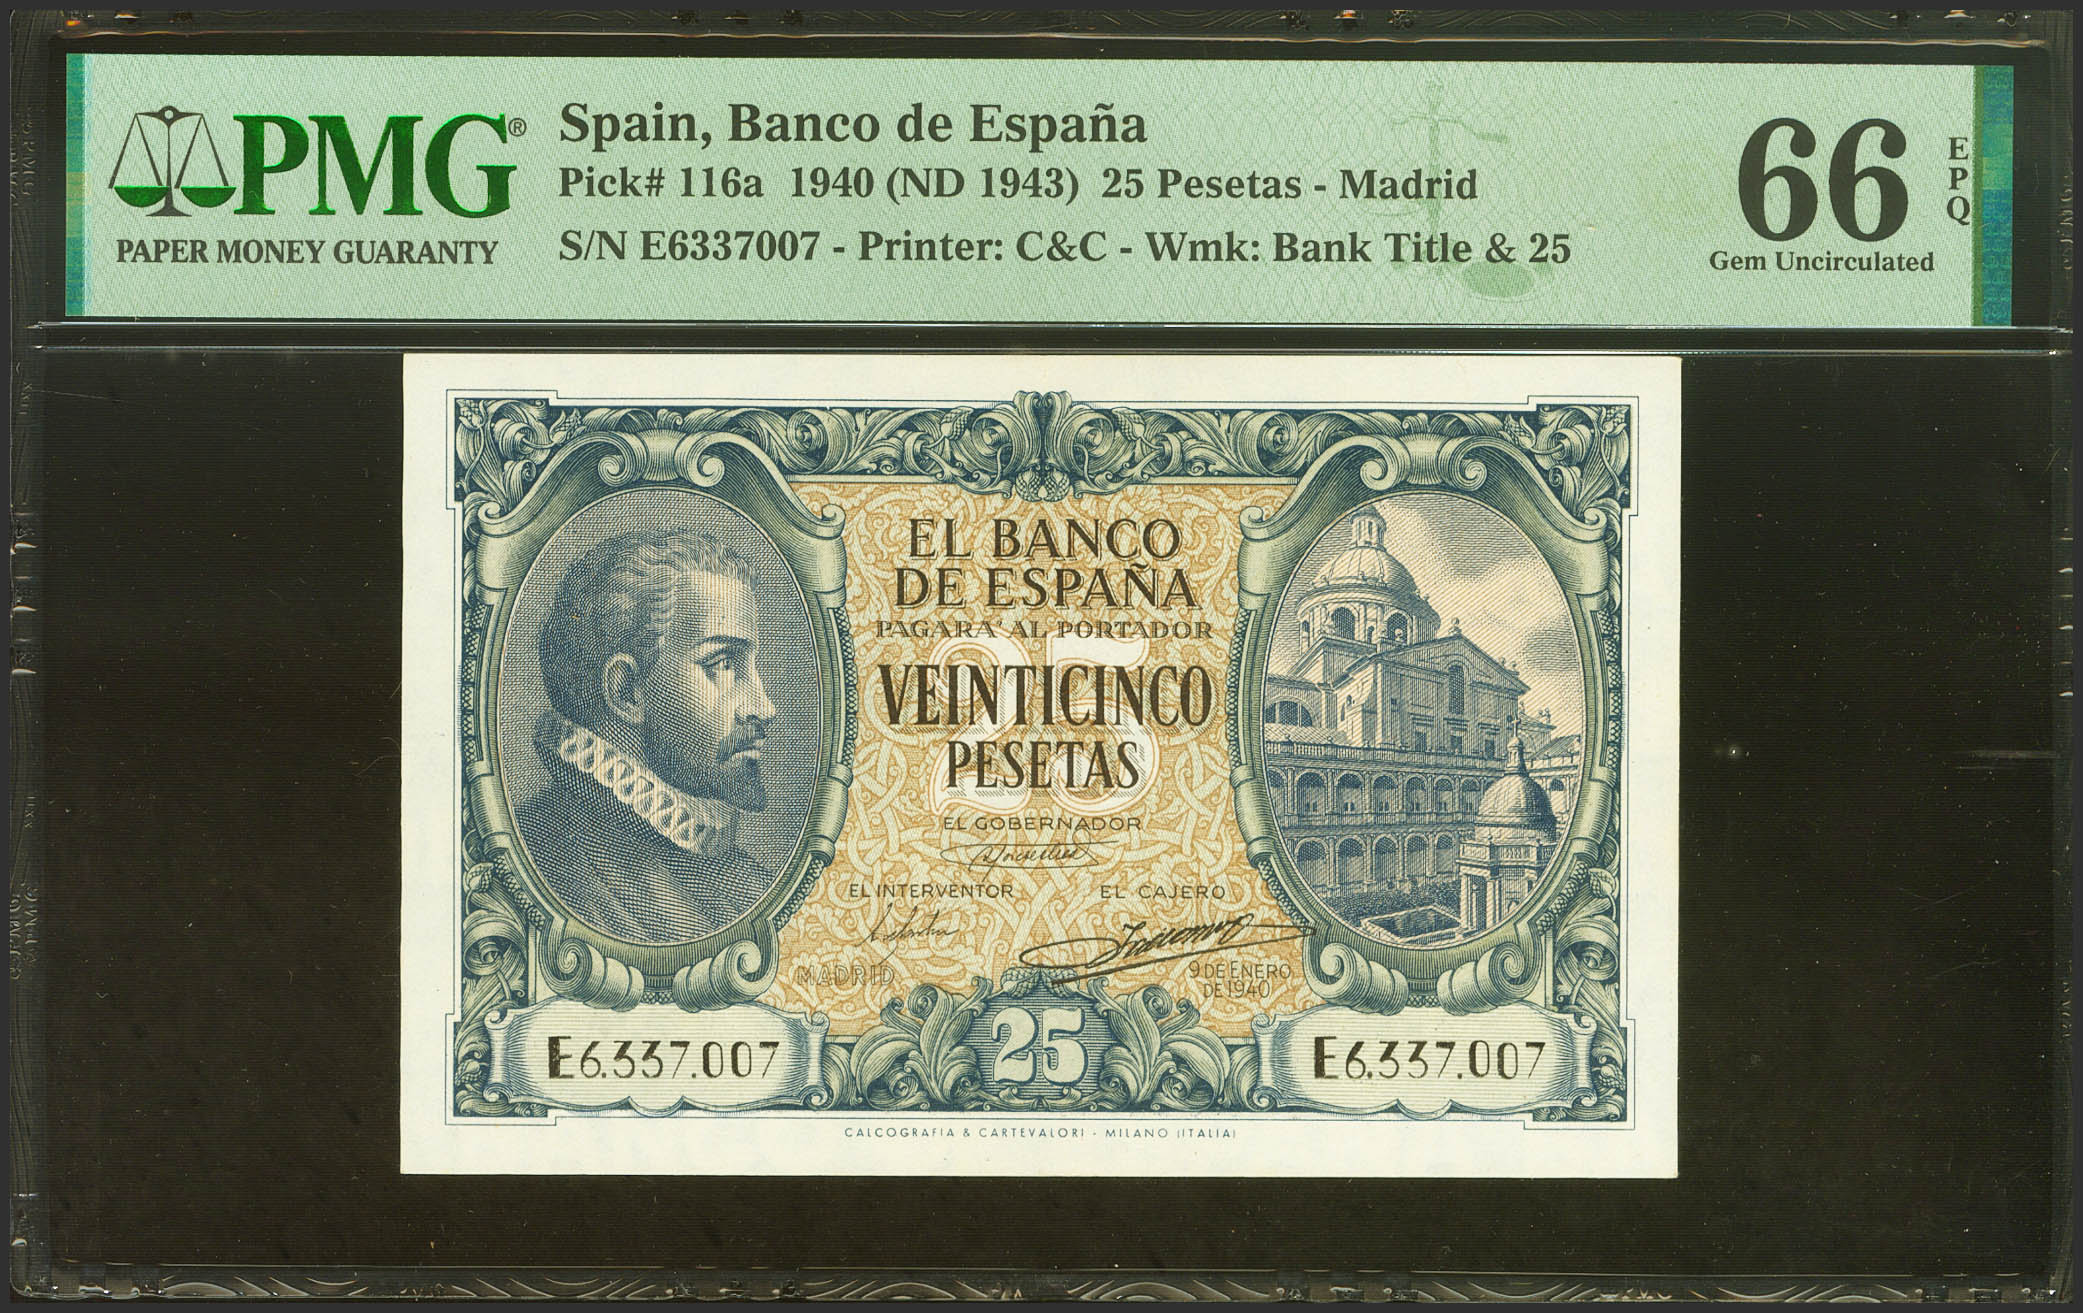 PMG®
PAPER MONEY GUARANTY
Spain, Banco de España
Pick# 116a 1940 (ND 1943) 25 Pesetas - Madrid
S/N E6337007 - Printer: C&C - Wmk: Bank Title & 25
66
EPQ
Gem Uncirculated
EL BANCO
DE ESPAÑA
PAGARA' AL PORTADOR
25
VEINTICINCO
PESETAS
EL GOBERNADOR
EL INTERVENTOR EL CAJERO
MADRID
9 DE ENERO
DE 1940
E6.337.007
25
E6.337.007
CALCOGRAFIA & CARTEVALORI - MILANO (ITALIA)